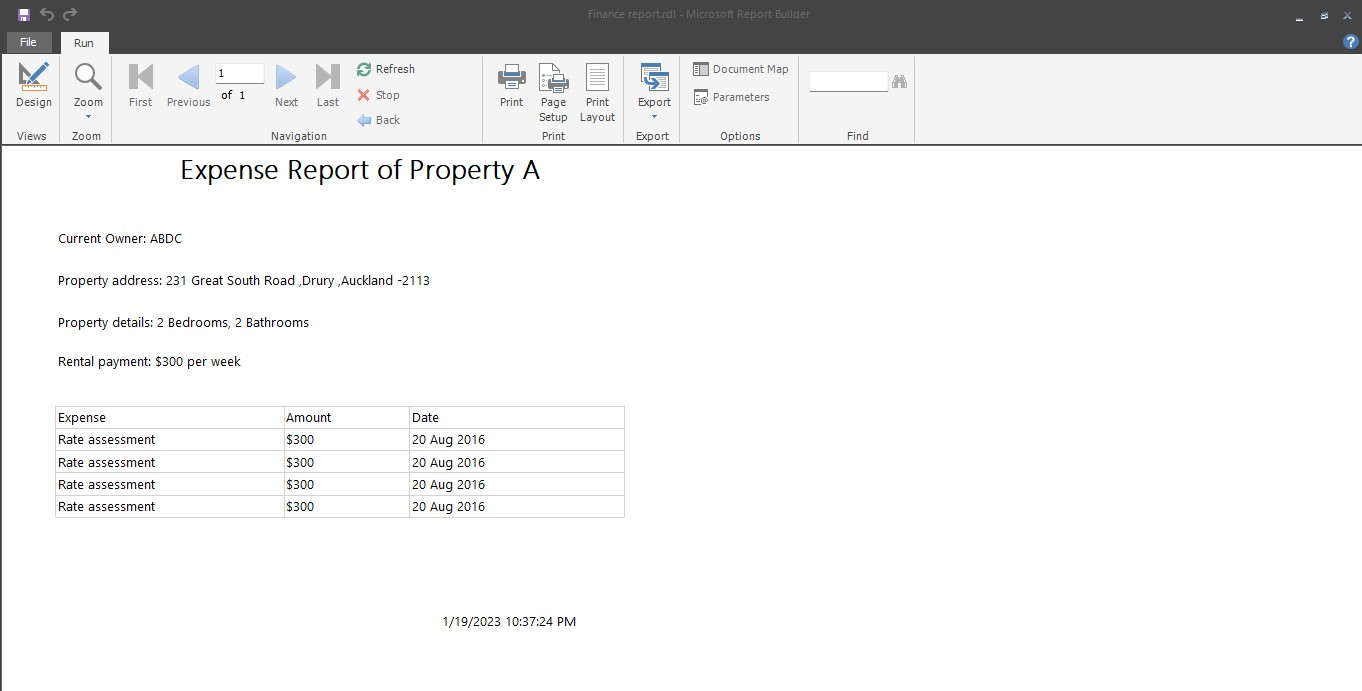 Finance report.rdl - Microsoft Report Builder
File Run
?
Design
Zoom
First
Previous
1
of 1
Next
Last
Refresh
Stop
Back
Print
Page Setup
Print Layout
Export
Document Map
Parameters
Views
Zoom
Navigation
Print
Export
Options
Find
Expense Report of Property A
Current Owner: ABDC
Property address: 231 Great South Road ,Drury ,Auckland -2113
Property details: 2 Bedrooms, 2 Bathrooms
Rental payment: $300 per week
Expense Amount Date
Rate assessment $300 20 Aug 2016
Rate assessment $300 20 Aug 2016
Rate assessment $300 20 Aug 2016
Rate assessment $300 20 Aug 2016
1/19/2023 10:37:24 PM